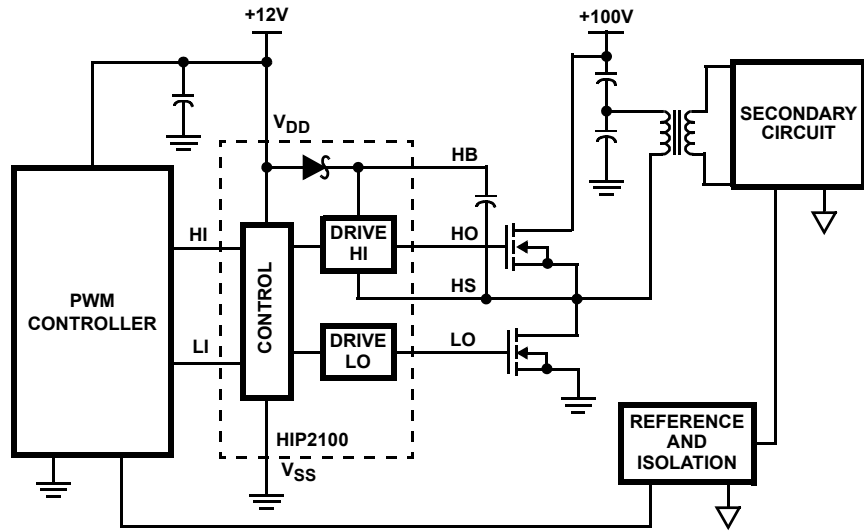 +12V
+100V
VDD
HB
SECONDARY
CIRCUIT
HI
DRIVE
HI
HO
HS
PWM
CONTROLLER
CONTROL
LI
DRIVE
LO
LO
HIP2100
VSS
REFERENCE
AND
ISOLATION